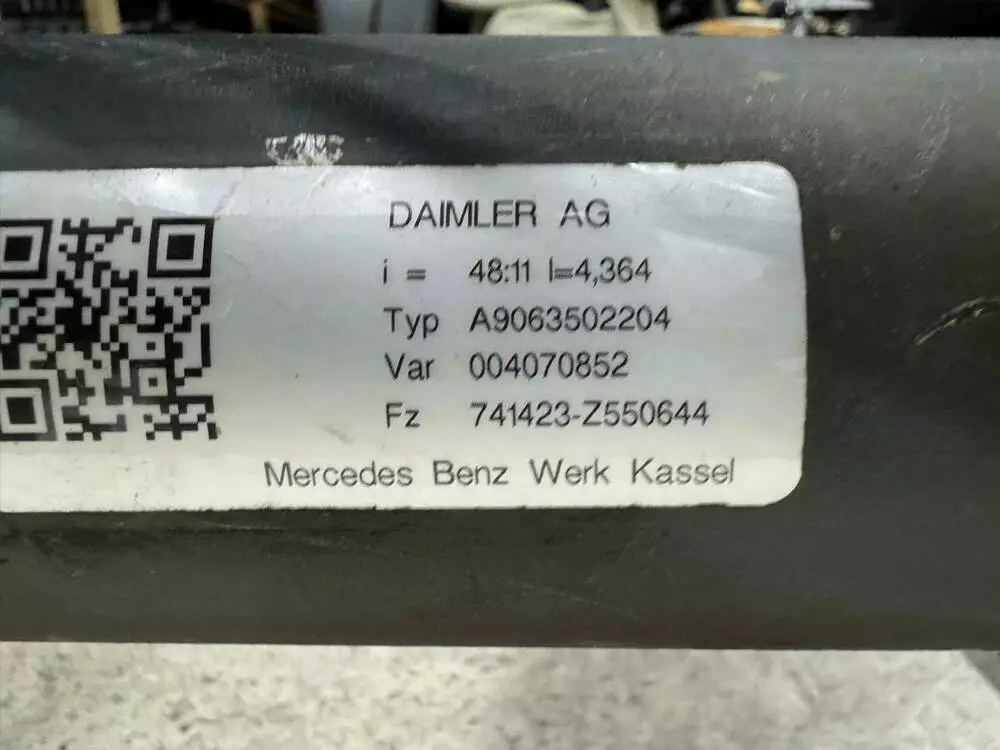 DAIMLER AG
i = 48:11 I=4,364
Typ A9063502204
Var 004070852
Fz 741423-Z550644
Mercedes Benz Werk Kassel